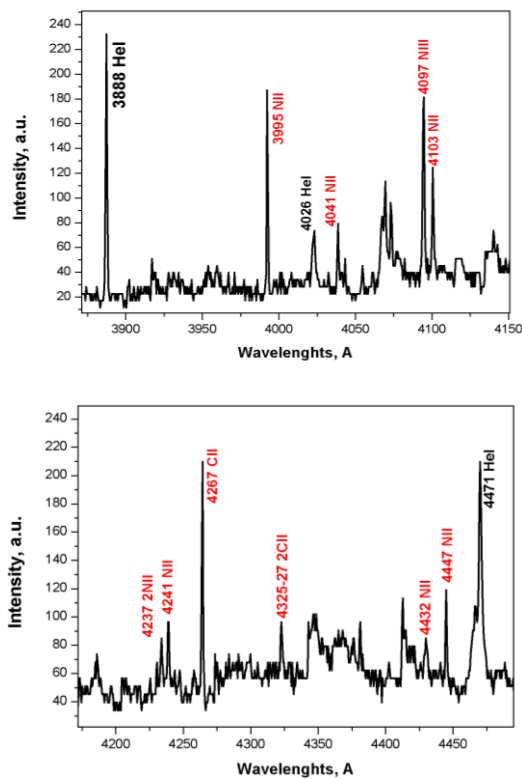 240
220
200
180
160
140
120
100
80
60
40
20
Intensity, a.u.
3888 HeI
3995 NII
4026 HeI
4041 NII
4097 NIII
4103 NII
3900
3950
4000
4050
4100
4150
Wavelenghts, A
240
220
200
180
160
140
120
100
80
60
40
Intensity, a.u.
4237 2NII
4241 NII
4267 CII
4325-27 2CII
4432 NII
4447 NII
4471 HeI
4200
4250
4300
4350
4400
4450
Wavelengths, A